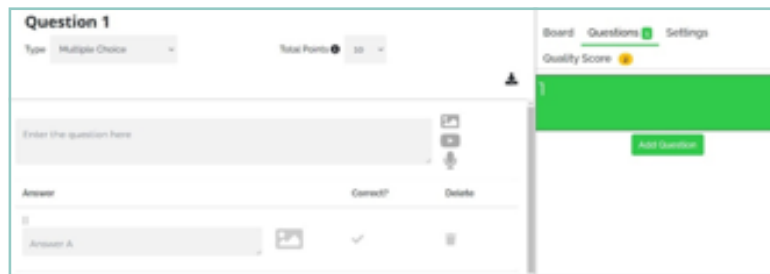 Question 1
Type Multiple Choice Total Points 10
Enter the question here
Answer Correct? Delete
Answer A
Board Questions 1 Settings
Quality Score
1
Add Question